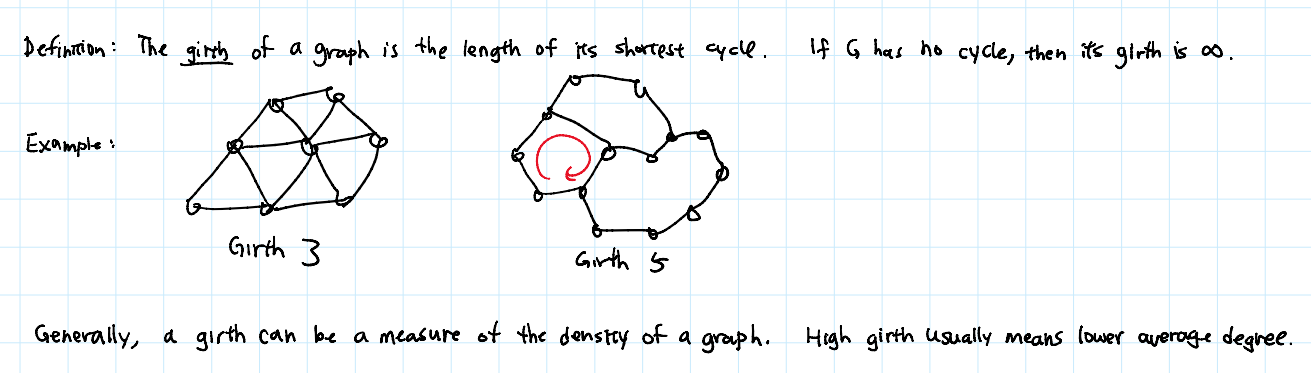 Definition: The girth of a graph is the length of its shortest cycle. If G has no cycle, then its girth is ∞.
Example:
Girth 3
Girth 5
Generally, a girth can be a measure of the density of a graph. High girth usually means lower average degree.